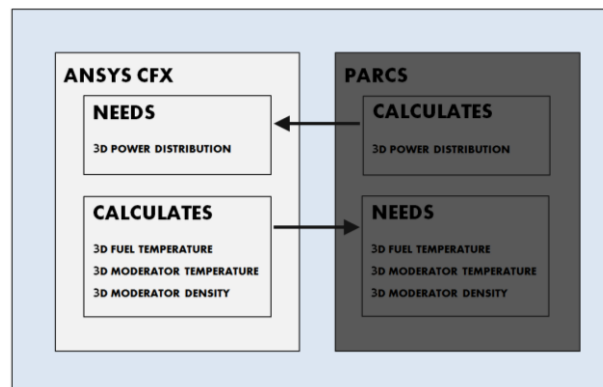 ANSYS CFX
NEEDS
3D POWER DISTRIBUTION
CALCULATES
3D FUEL TEMPERATURE
3D MODERATOR TEMPERATURE
3D MODERATOR DENSITY
PARCS
CALCULATES
3D POWER DISTRIBUTION
NEEDS
3D FUEL TEMPERATURE
3D MODERATOR TEMPERATURE
3D MODERATOR DENSITY